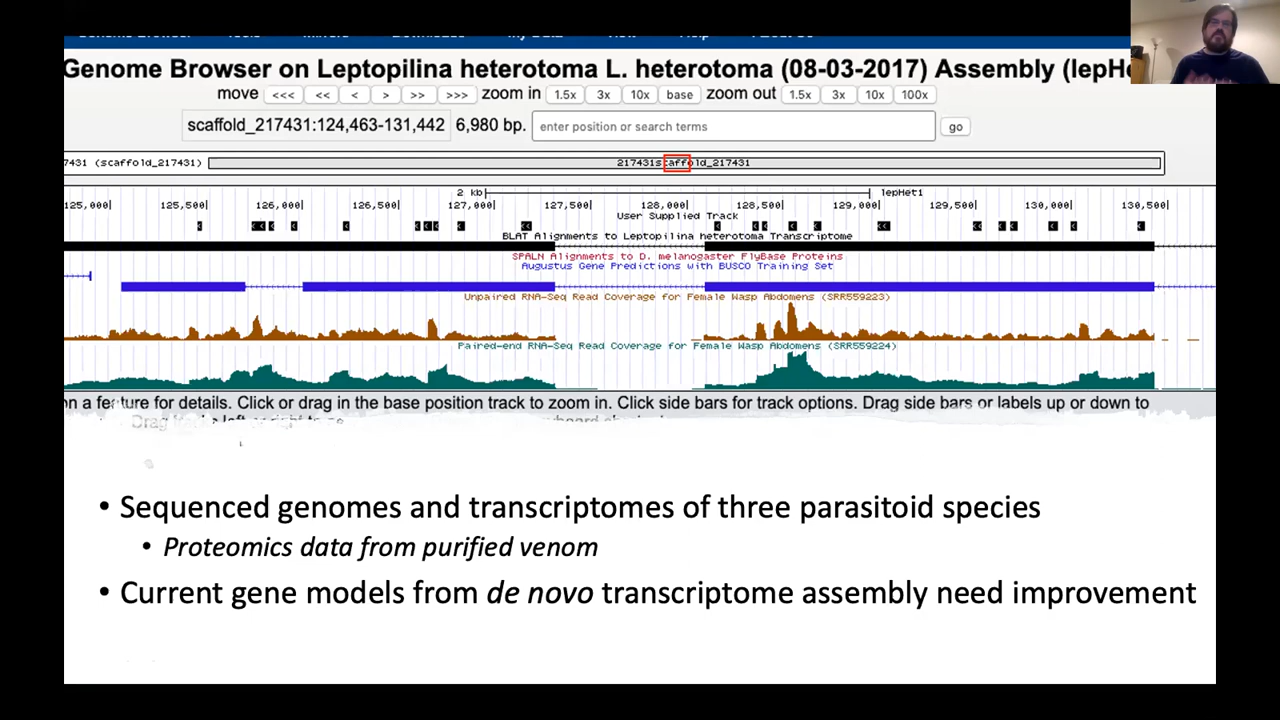 Genome Browser on Leptopilina heterotoma L. heterotoma (08-03-2017) Assembly (lepHe
move <<< << < > >> >>> zoom in 1.5x 3x 10x base zoom out 1.5x 3x 10x 100x
scaffold_217431:124,463-131,442 6,980 bp. enter position or search terms go
7431 (scaffold_217431) 217431scaffold_217431
2 kb lepHet1
125,000| 125,500| 126,000| 126,500| 127,000| 127,500| 128,000| 128,500| 129,000| 129,500| 130,000| 130,500|
User Supplied Track
BLAT Alignments to Leptopilina heterotoma Transcriptome
SPALN Alignments to D. melanogaster FlyBase Proteins
Augustus Gene Predictions with BUSCO Training Set
Unpaired RNA-Seq Read Coverage for Female Wasp Abdomens (SRR559223)
Paired-end RNA-Seq Read Coverage for Female Wasp Abdomens (SRR559224)
on a feature for details. Click or drag in the base position track to zoom in. Click side bars for track options. Drag side bars or labels up or down to
• Sequenced genomes and transcriptomes of three parasitoid species
• Proteomics data from purified venom
• Current gene models from de novo transcriptome assembly need improvement